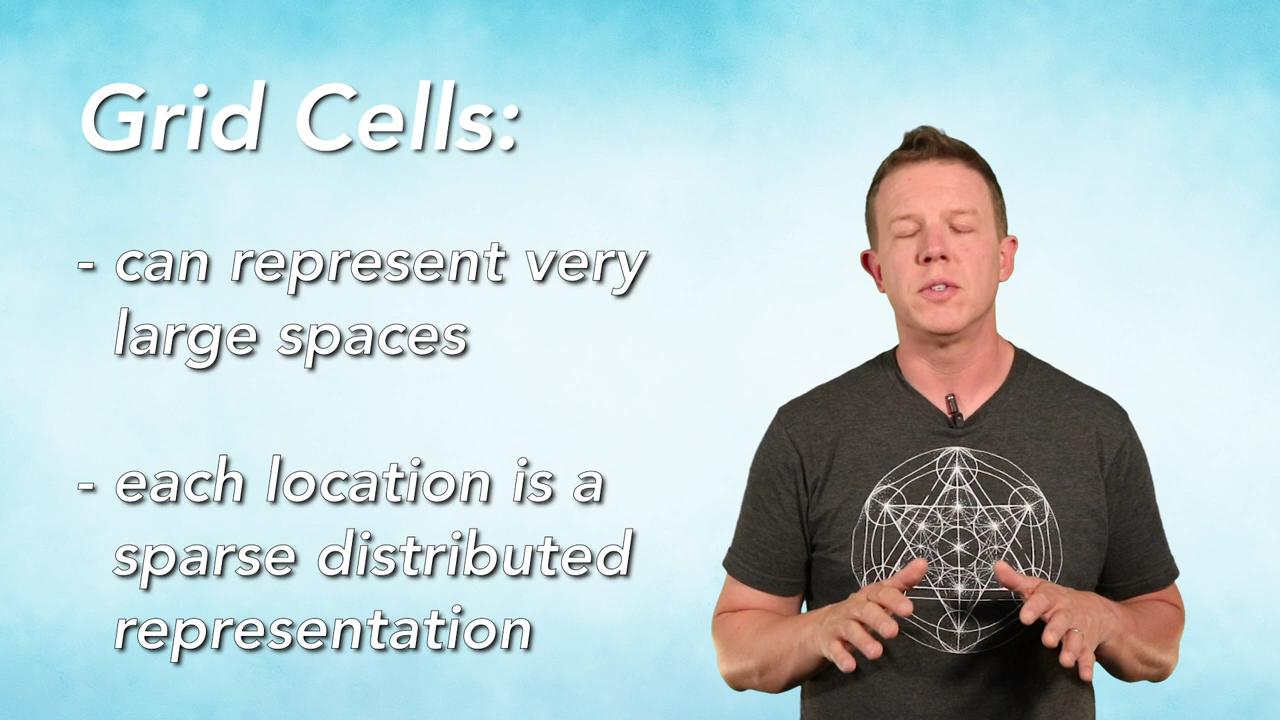 Grid Cells:
- can represent very
large spaces
- each location is a
sparse distributed
representation